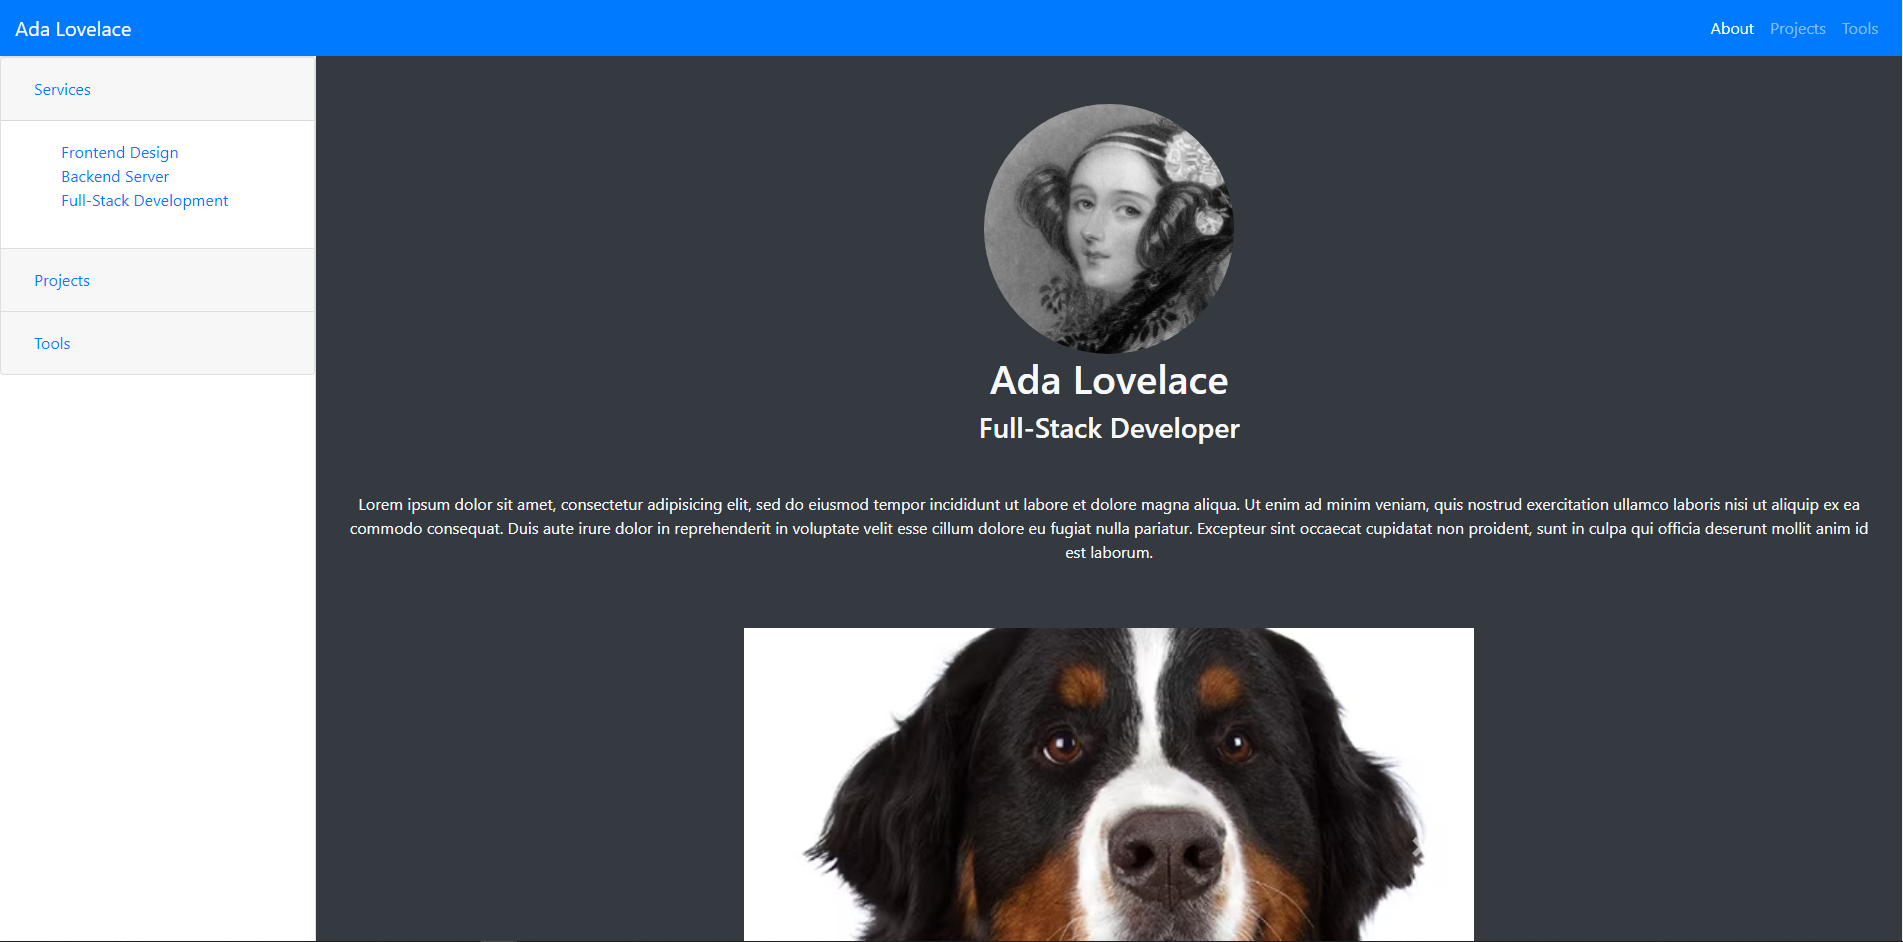 Ada Lovelace
About Projects Tools
Services
Frontend Design
Backend Server
Full-Stack Development
Projects
Tools
Ada Lovelace
Full-Stack Developer
Lorem ipsum dolor sit amet, consectetur adipisicing elit, sed do eiusmod tempor incididunt ut labore et dolore magna aliqua. Ut enim ad minim veniam, quis nostrud exercitation ullamco laboris nisi ut aliquip ex ea
commodo consequat. Duis aute irure dolor in reprehenderit in voluptate velit esse cillum dolore eu fugiat nulla pariatur. Excepteur sint occaecat cupidatat non proident, sunt in culpa qui officia deserunt mollit anim id
est laborum.